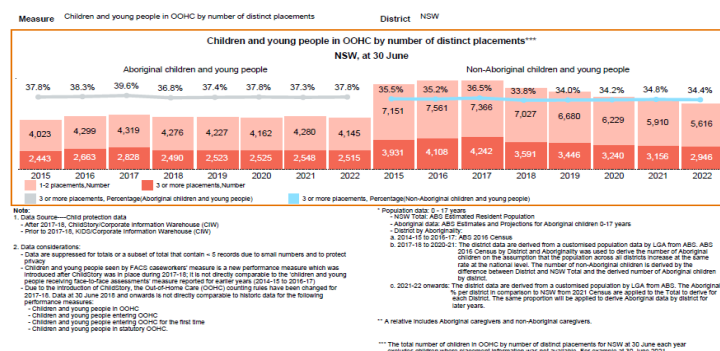 Measure Children and young people in OOHC by number of distinct placements District NSW
Children and young people in OOHC by number of distinct placements***
NSW, at 30 June
Aboriginal children and young people Non-Aboriginal children and young people
37.8% 38.3% 39.6% 36.8% 37.4% 37.8% 37.3% 37.8% 35.5% 35.2% 36.5% 33.8% 34.0% 34.2% 34.8% 34.4%
4,023 4,299 4,319 4,276 4,227 4,162 4,280 4,145 7,151 7,561 7,366 7,027 6,680 6,229 5,910 5,616
2,443 2,663 2,828 2,490 2,523 2,525 2,548 2,515 3,931 4,108 4,242 3,591 3,446 3,240 3,156 2,946
2015 2016 2017 2018 2019 2020 2021 2022 2015 2016 2017 2018 2019 2020 2021 2022
1-2 placements,Number 3 or more placements,Number
3 or more placements, Percentage(Aboriginal children and young people) 3 or more placements, Percentage(Non-Aboriginal children and young people)
Note:
1. Data Source----Child protection data
- After 2017-18, ChildStory/Corporate Information Warehouse (CIW)
- Prior to 2017-18, KiDS/Corporate Information Warehouse (CIW)
2. Data considerations:
- Data are suppressed for totals or a subset of total that contain < 5 records due to small numbers and to protect
privacy
- Children and young people seen by FACS caseworkers' measure is a new performance measure which was
introduced after ChildStory was in place during 2017-18; it is not directly comparable to the 'children and young
people receiving face-to-face assessments' measure reported for earlier years (2014-15 to 2016-17)
- Due to the introduction of ChildStory, the Out-of-Home Care (OOHC) counting rules have been changed for
2017-18. Data at 30 June 2018 and onwards is not directly comparable to historic data for the following
performance measures:
- Children and young people in OOHC
- Children and young people entering OOHC
- Children and young people entering OOHC for the first time
- Children and young people in statutory OOHC.
* Population data: 0 - 17 years
- NSW Total: ABS Estimated Resident Population
- Aboriginal data: ABS Estimates and Projections for Aboriginal children 0-17 years
- District by Aboriginality:
a. 2014-15 to 2016-17: ABS 2016 Census
b. 2017-18 to 2020-21: The district data are derived from a customised population data by LGA from ABS. ABS
2016 Census by District and Aboriginality was used to derive the number of Aboriginal
children on the assumption that the population across all districts increase at the same
rate at the national level. The number of non-Aboriginal children is derived by the
difference between District and NSW Total and the derived number of Aboriginal children
by district.
c. 2021-22 onwards: The district data are derived from a customised population by LGA from ABS. The Aboriginal
% per district in comparison to NSW from 2021 Census are applied to the Total to derive for
each District. The same proportion will be applied to derive Aboriginal data by district for
later years.
** A relative includes Aboriginal caregivers and non-Aboriginal caregivers.
*** The total number of children in OOHC by number of distinct placements for NSW at 30 June each year
excludes children where placement information was not available. For example at 30 June 2021